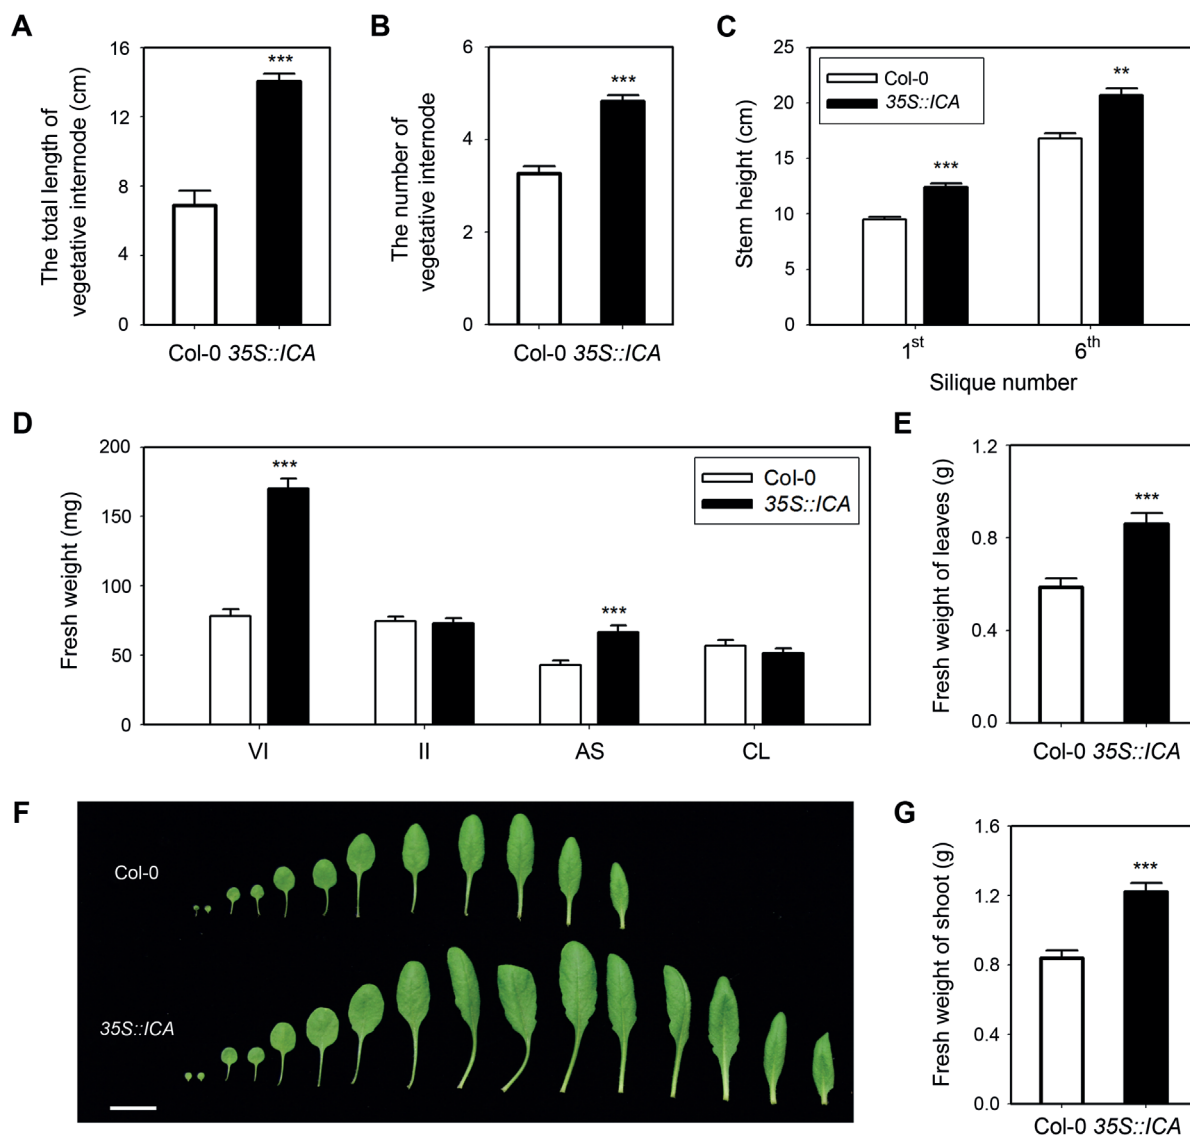 A
The total length of
vegetative internode (cm)
16
12
8
4
0
***
Col-0 35S::ICA
B
The number of
vegetative internode
6
4
2
0
***
Col-0 35S::ICA
C
Stem height (cm)
25
20
15
10
5
0
Col-0
35S::ICA
***
**
1st
6th
Silique number
D
Fresh weight (mg)
200
150
100
50
0
***
***
Col-0
35S::ICA
VI
II
AS
CL
E
Fresh weight of leaves (g)
1.2
0.8
0.4
0.0
***
Col-0 35S::ICA
F
Col-0
35S::ICA
G
Fresh weight of shoot (g)
1.6
1.2
0.8
0.4
0.0
***
Col-0 35S::ICA